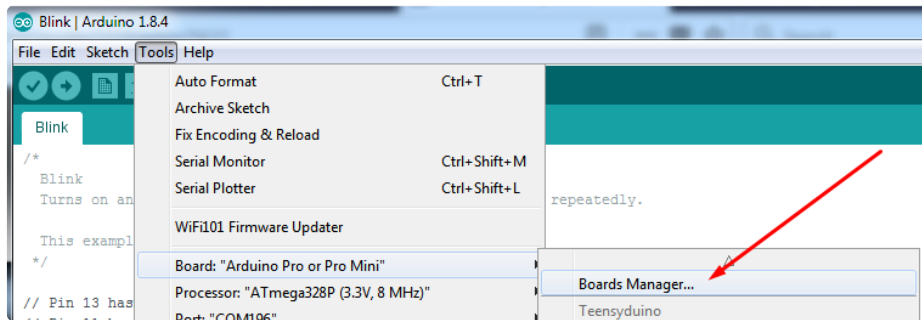 Blink | Arduino 1.8.4
File Edit Sketch Tools Help
Blink
Auto Format Ctrl+T
Archive Sketch
Fix Encoding & Reload
Serial Monitor Ctrl+Shift+M
Serial Plotter Ctrl+Shift+L
WiFi101 Firmware Updater
Board: "Arduino Pro or Pro Mini"
Processor: "ATmega328P (3.3V, 8 MHz)"
Port: "COM196"
/*
Blink
Turns on an
repeatedly.
This exampl
*/
// Pin 13 has
Boards Manager...
Teensyduino